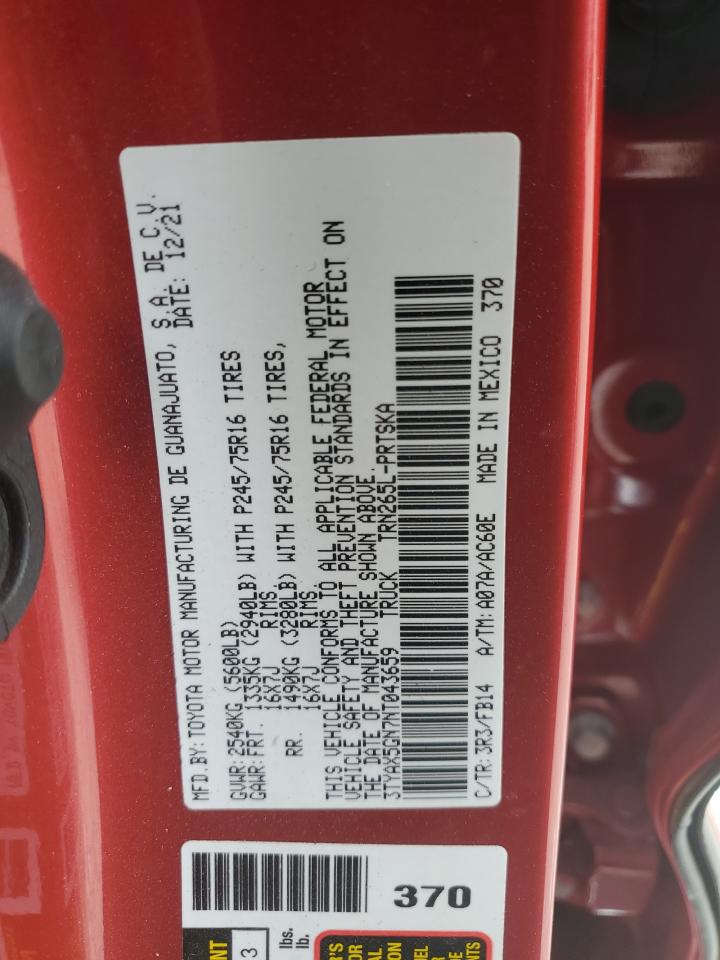 MFD.BY:TOYOTA MOTOR MANUFACTURING DE GUANAJUATO, S.A. DE C.V.
DATE: 12/21
GVWR:2540KG (5600LB)
GAWR:FRT. 1335KG (2940LB) WITH P245/75R16 TIRES
16X7J RIMS.
RR. 1490KG (3280LB) WITH P245/75R16 TIRES,
16X7J RIMS.
THIS VEHICLE CONFORMS TO ALL APPLICABLE FEDERAL MOTOR
VEHICLE SAFETY AND THEFT PREVENTION STANDARDS IN EFFECT ON
THE DATE OF MANUFACTURE SHOWN ABOVE.
3TYAX5GN7NT043659 TRUCK TRN265L-PRTSKA
C/TR:3R3/FB14 A/TM:A07A/AC60E MADE IN MEXICO 370
370
3
lbs.
lb.